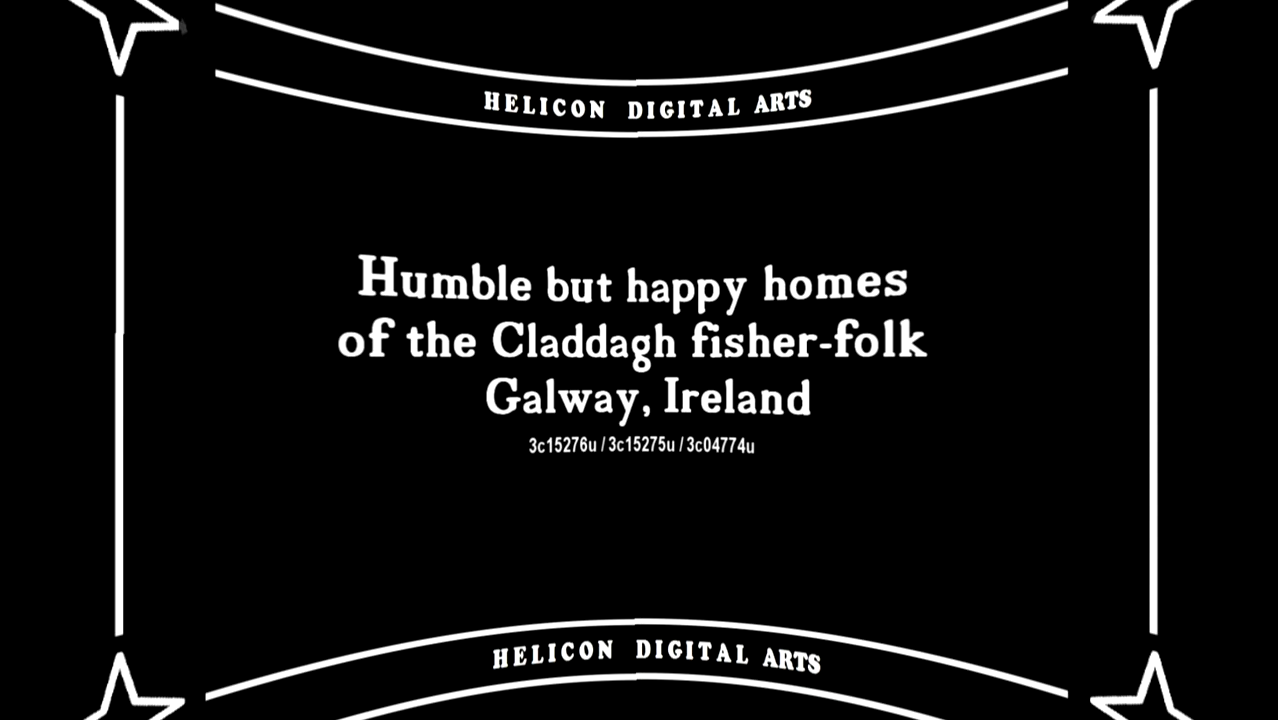 HELICON DIGITAL ARTS
Humble but happy homes
of the Claddagh fisher-folk
Galway, Ireland
3c15276u / 3c15275u / 3c04774u
HELICON DIGITAL ARTS